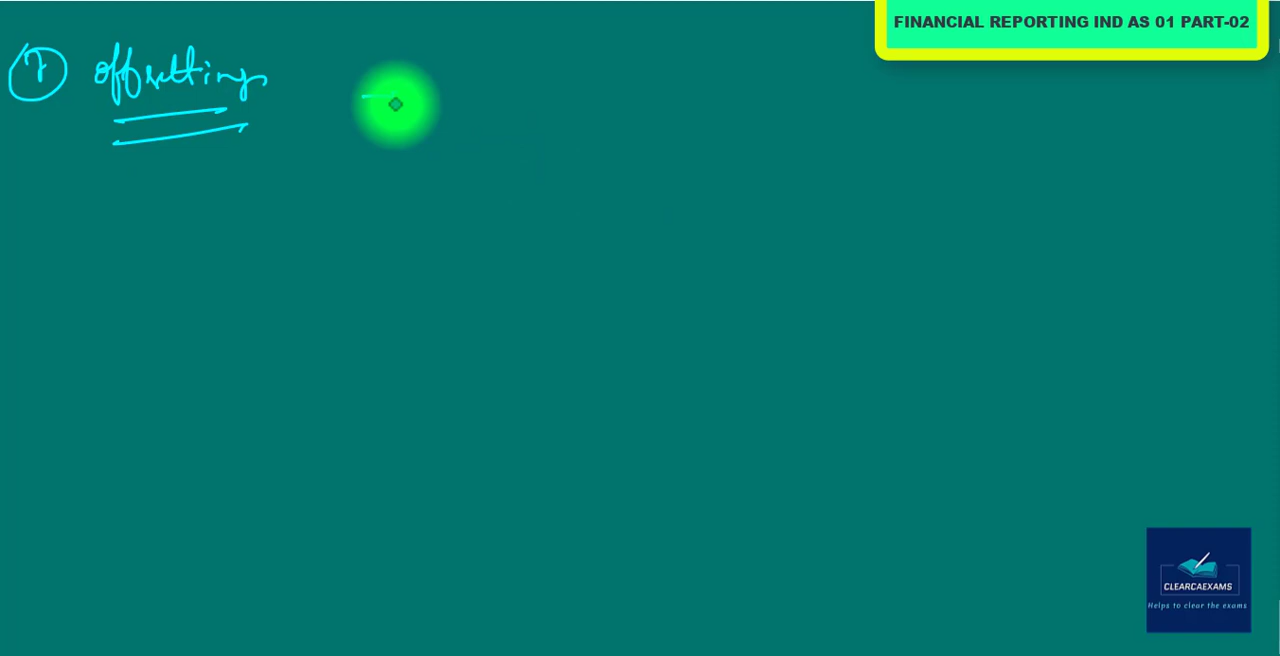 FINANCIAL REPORTING IND AS 01 PART-02
⑦ offsetting
CLEARCAEXAMS
Helps to clear the exams